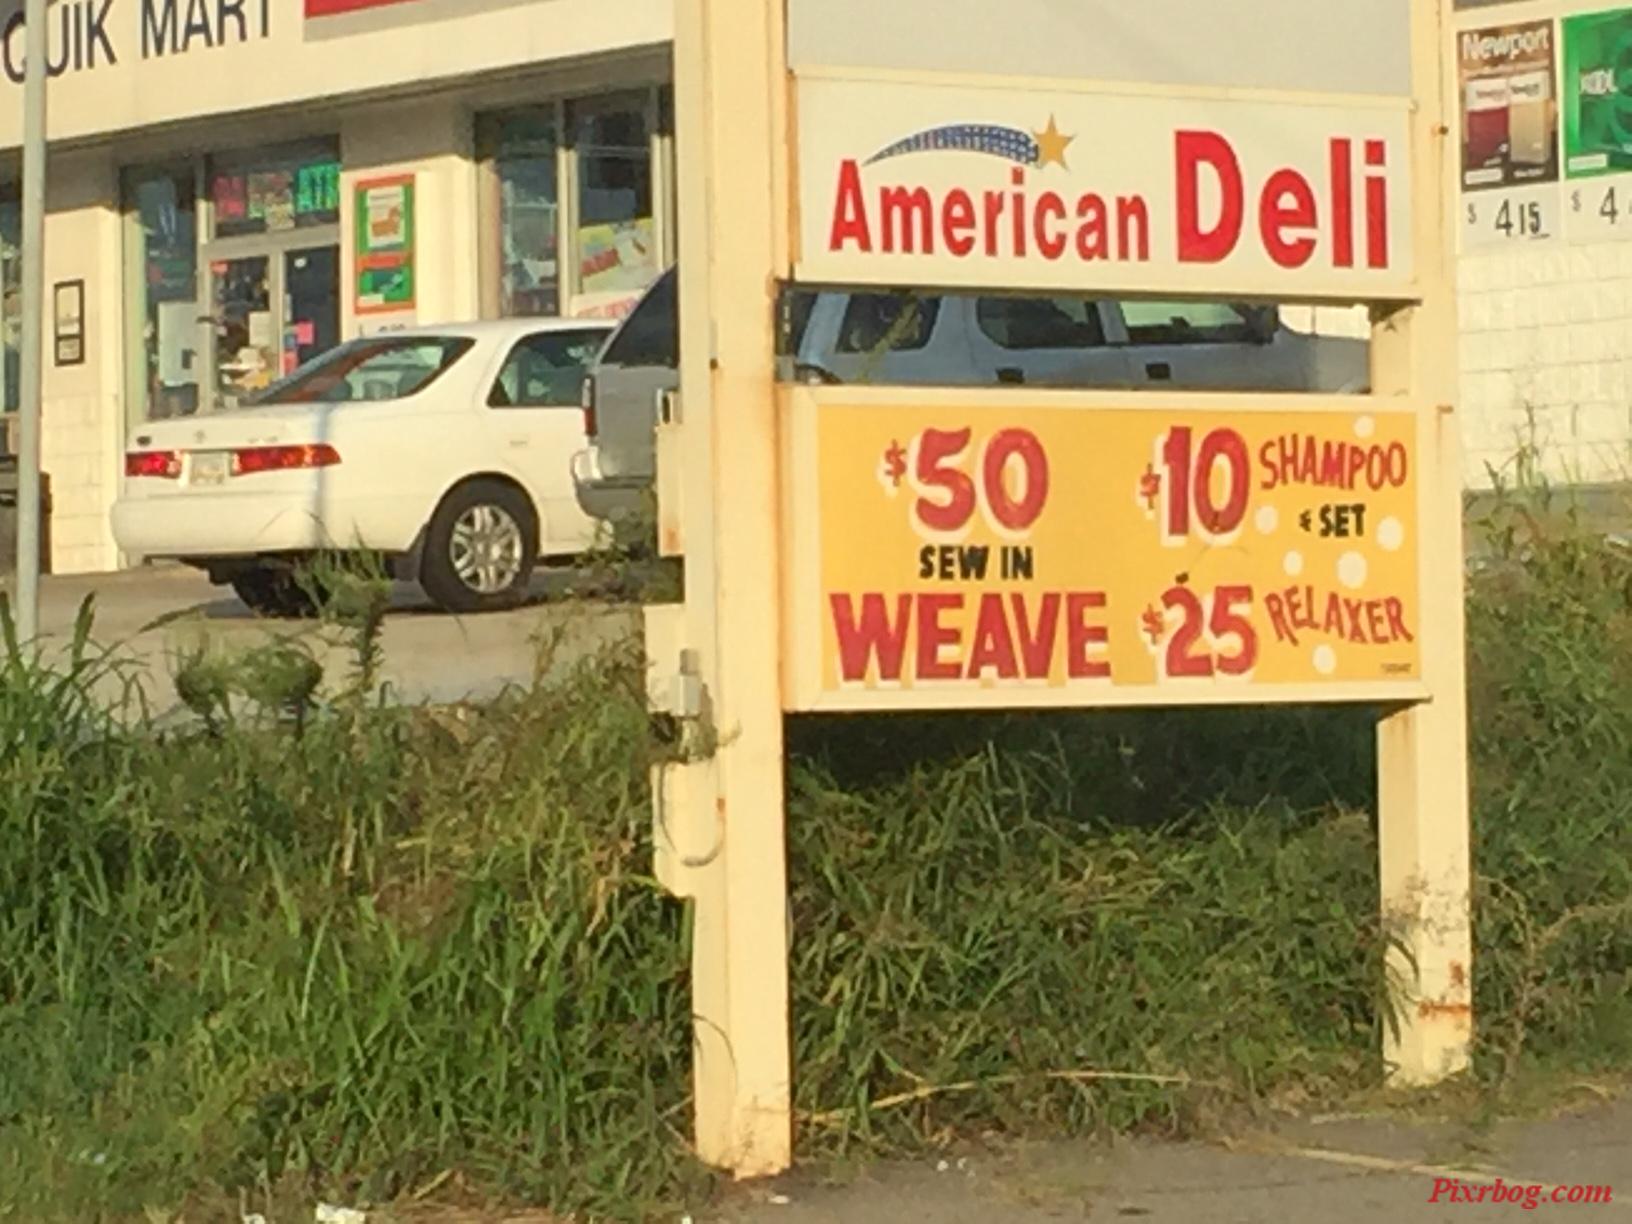 QUIK MART
American Deli
$50
SEW IN
WEAVE
$10 SHAMPOO
& SET
$25 RELAXER
Newport
$ 4 15
KOOL
$ 4
Pixrbog.com